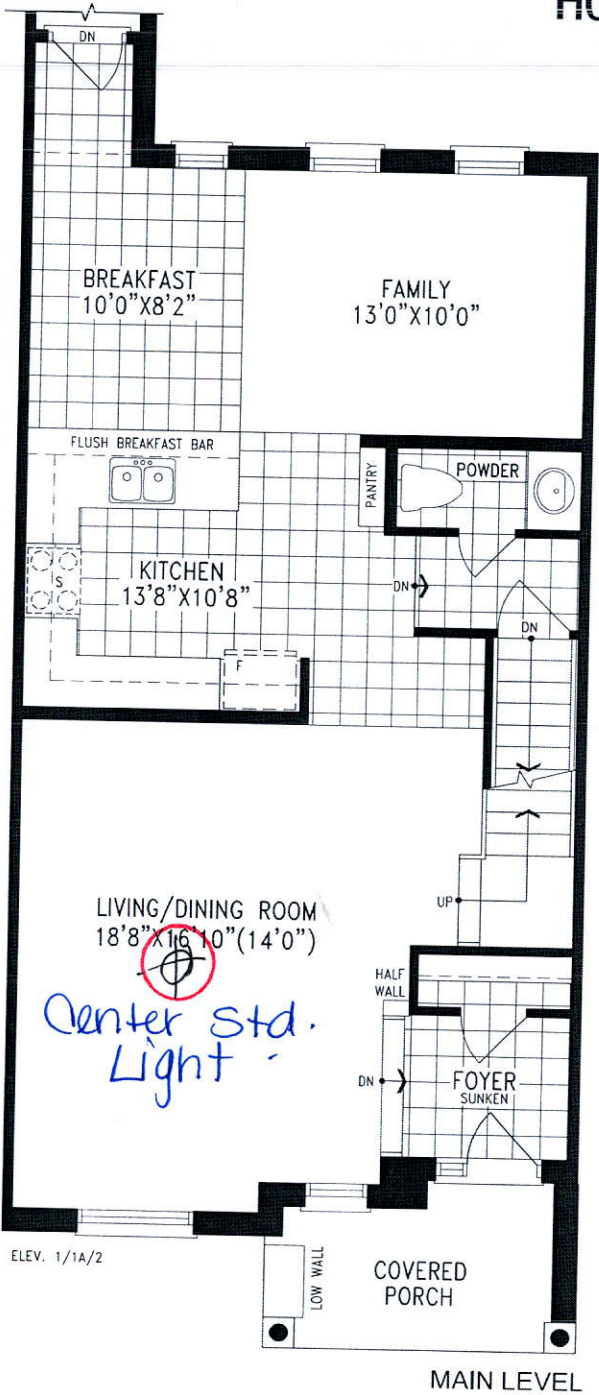 HO
DN
BREAKFAST
10'0"X8'2"
FAMILY
13'0"X10'0"
FLUSH BREAKFAST BAR
PANTRY
POWDER
S
KITCHEN
13'8"X10'8"
DN
DN
F
LIVING/DINING ROOM
18'8"X16'10"(14'0")
UP
Center Std.
Light
HALF
WALL
DN
FOYER
SUNKEN
ELEV. 1/1A/2
LOW WALL
COVERED
PORCH
MAIN LEVEL